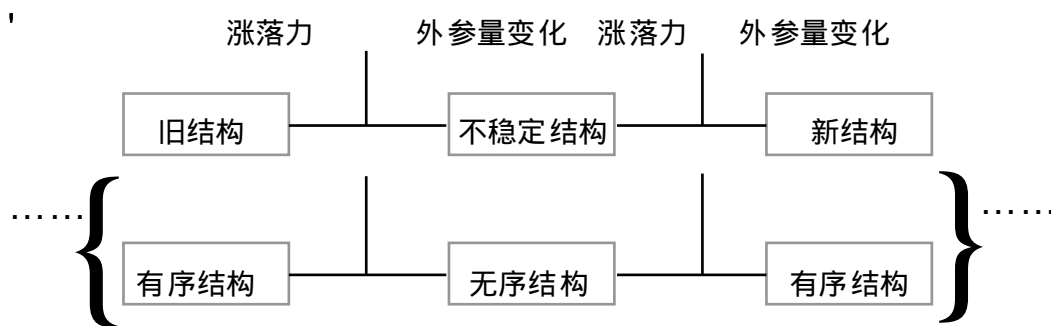 '
涨落力 外参量变化 涨落力 外参量变化
旧结构 不稳定结构 新结构
…… { } ……
有序结构 无序结构 有序结构